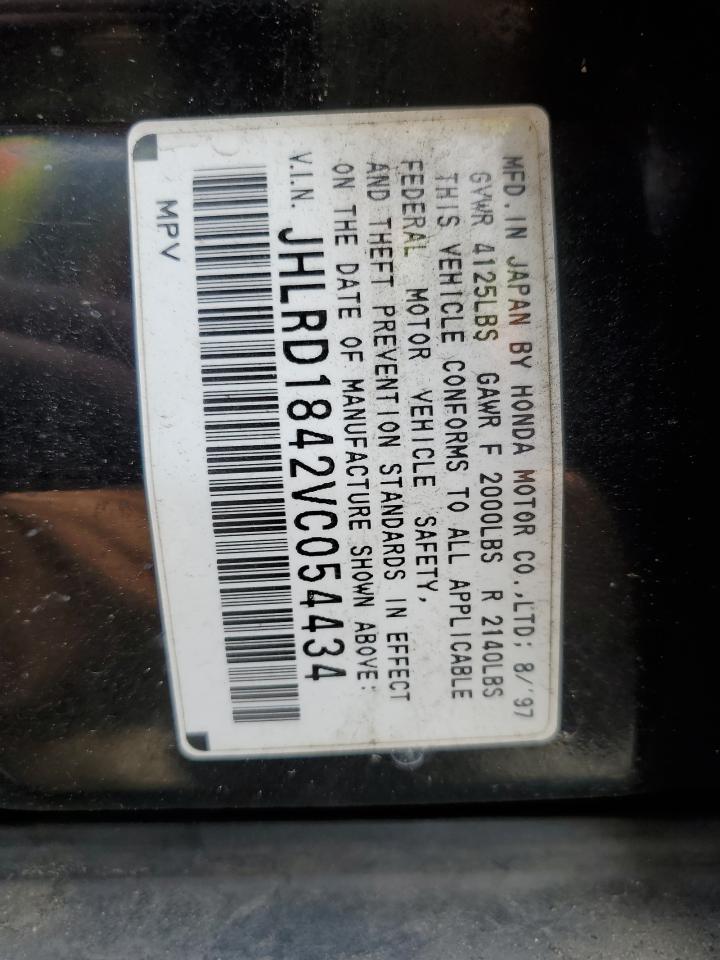 MFD. IN JAPAN BY HONDA MOTOR CO.,LTD; 8/'97
GVWR 4125LBS GAWR F 2000LBS R 2140LBS
THIS VEHICLE CONFORMS TO ALL APPLICABLE
FEDERAL MOTOR VEHICLE SAFETY,
AND THEFT PREVENTION STANDARDS IN EFFECT
ON THE DATE OF MANUFACTURE SHOWN ABOVE:
V.I.N: JHLRD1842VC054434
MPV